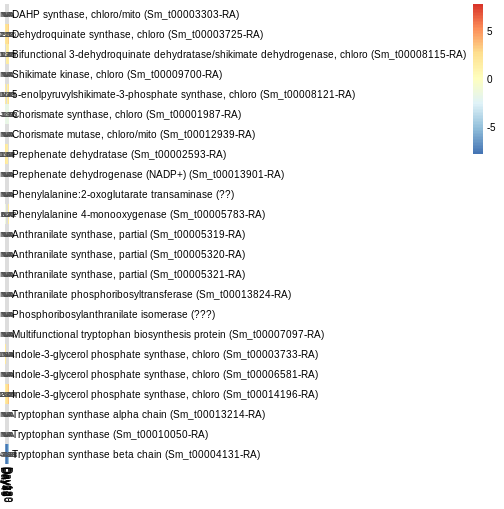 DAHP synthase, chloro/mito (Sm_t00003303-RA)
Dehydroquinate synthase, chloro (Sm_t00003725-RA)
Bifunctional 3-dehydroquinate dehydratase/shikimate dehydrogenase, chloro (Sm_t00008115-RA)
Shikimate kinase, chloro (Sm_t00009700-RA)
5-enolpyruvylshikimate-3-phosphate synthase, chloro (Sm_t00008121-RA)
Chorismate synthase, chloro (Sm_t00001987-RA)
Chorismate mutase, chloro/mito (Sm_t00012939-RA)
Prephenate dehydratase (Sm_t00002593-RA)
Prephenate dehydrogenase (NADP+) (Sm_t00013901-RA)
Phenylalanine:2-oxoglutarate transaminase (??)
Phenylalanine 4-monooxygenase (Sm_t00005783-RA)
Anthranilate synthase, partial (Sm_t00005319-RA)
Anthranilate synthase, partial (Sm_t00005320-RA)
Anthranilate synthase, partial (Sm_t00005321-RA)
Anthranilate phosphoribosyltransferase (Sm_t00013824-RA)
Phosphoribosylanthranilate isomerase (???)
Multifunctional tryptophan biosynthesis protein (Sm_t00007097-RA)
Indole-3-glycerol phosphate synthase, chloro (Sm_t00003733-RA)
Indole-3-glycerol phosphate synthase, chloro (Sm_t00006581-RA)
Indole-3-glycerol phosphate synthase, chloro (Sm_t00014196-RA)
Tryptophan synthase alpha chain (Sm_t00013214-RA)
Tryptophan synthase (Sm_t00010050-RA)
Tryptophan synthase beta chain (Sm_t00004131-RA)
5
0
-5